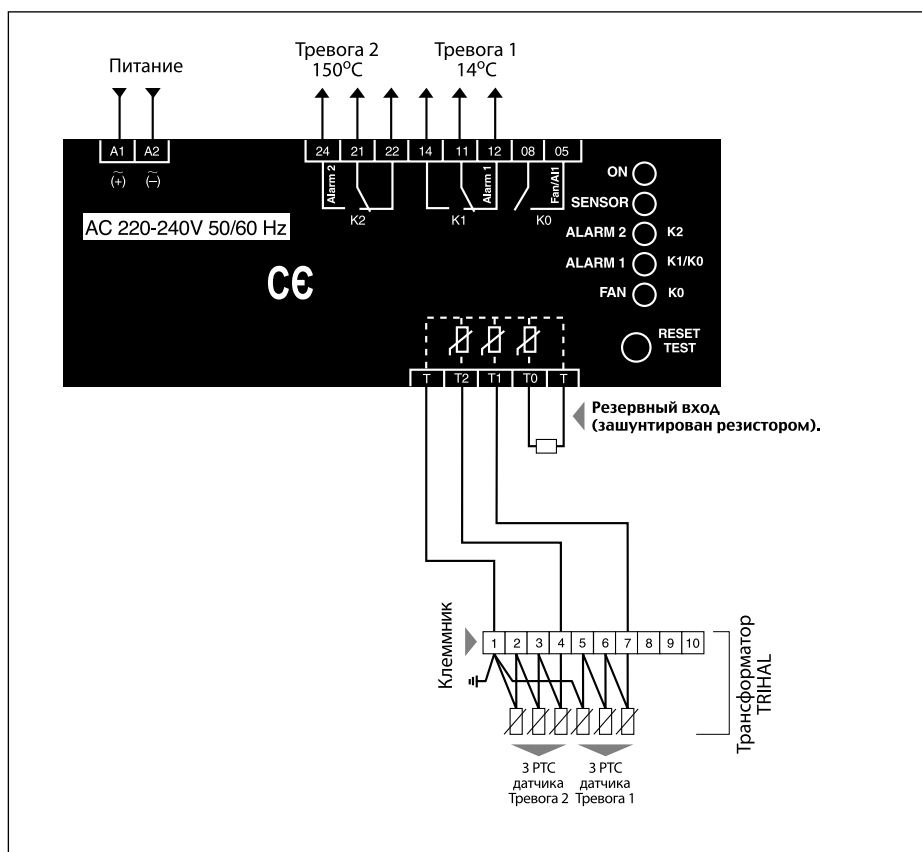 Питание
Тревога 2
150°C
Тревога 1
14°C
A1 A2
24 21 22 14 11 12 08 05
(+) (−)
Alarm 2
Alarm 1
Fan/Al1
K2
K1
K0
AC 220-240V 50/60 Hz
CE
ON
SENSOR
ALARM 2 K2
ALARM 1 K1/K0
FAN K0
RESET
TEST
T T2 T1 T0 T
Резервный вход
(зашунтирован резистором).
Клеммник
1 2 3 4 5 6 7 8 9 10
Трансформатор
TRIHAL
3 PTC
датчика
Тревога 2
3 PTC
датчика
Тревога 1